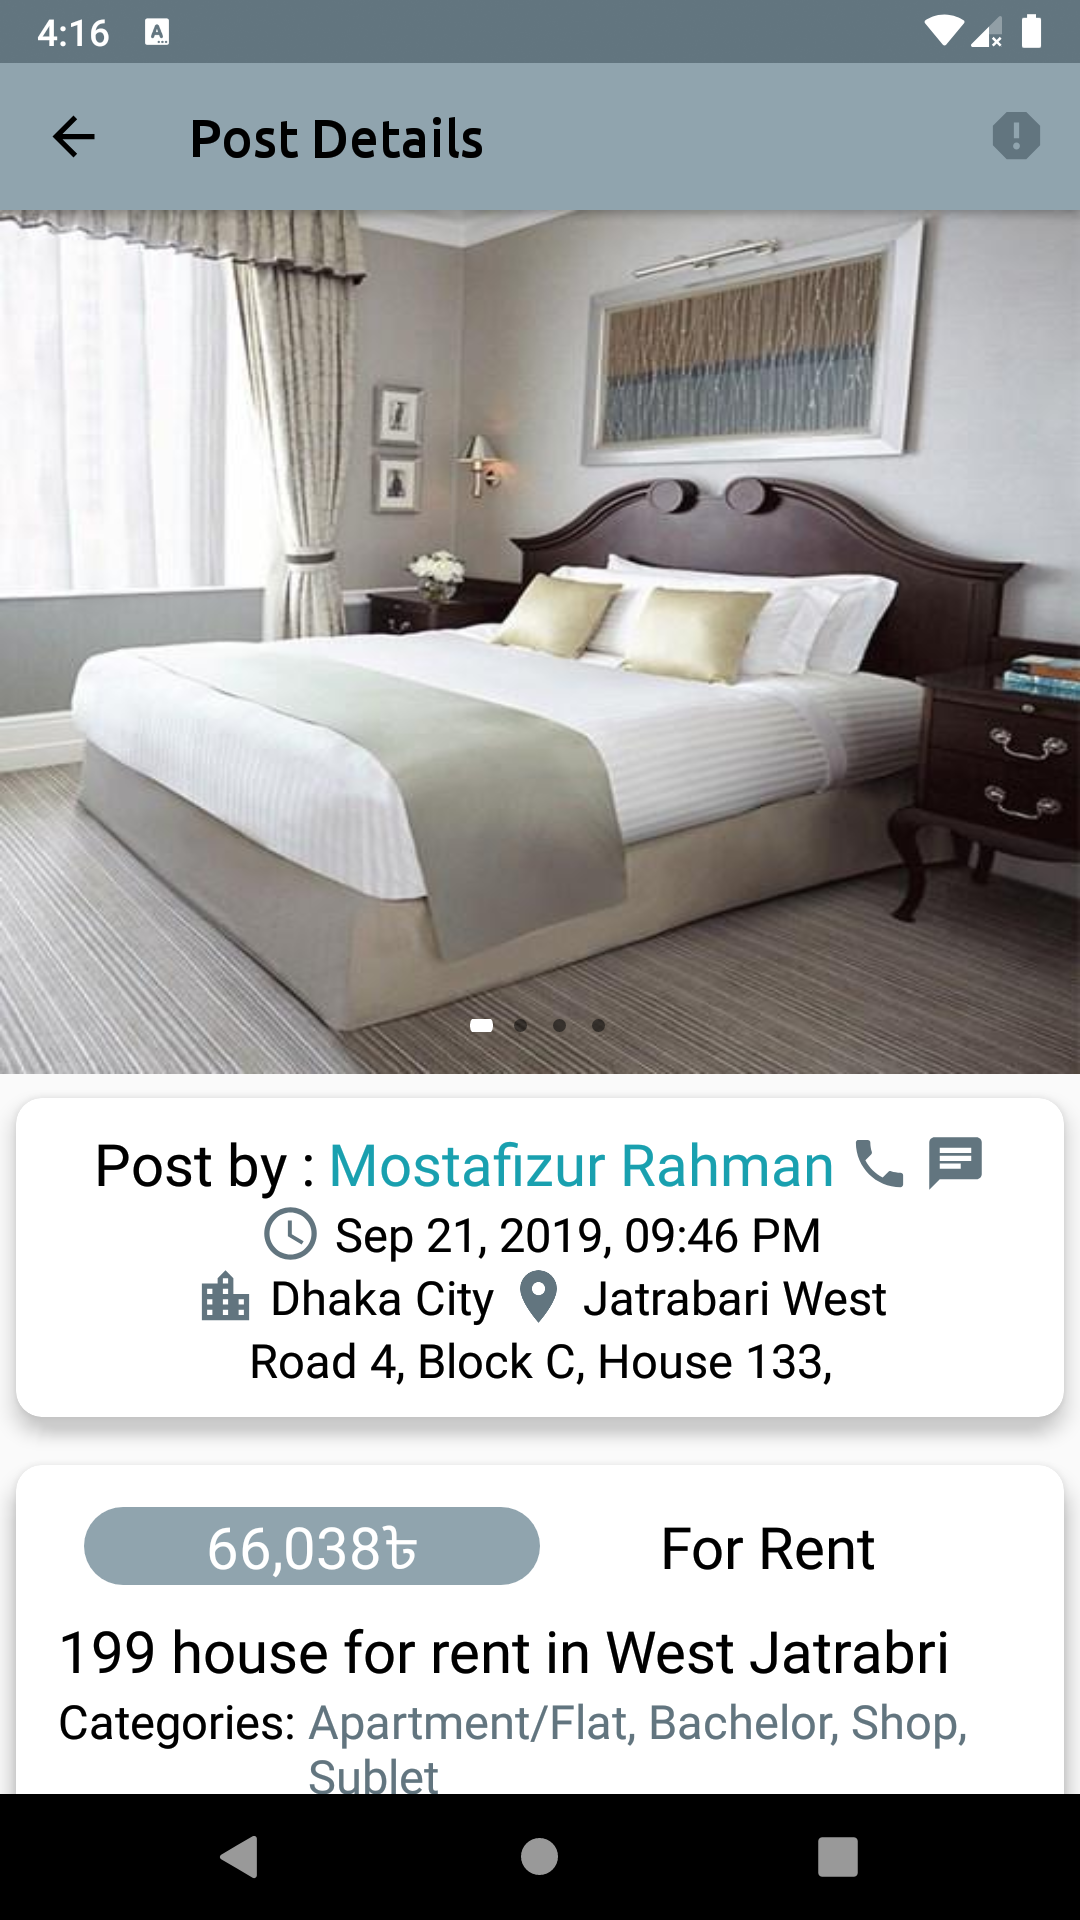 4:16
Post Details
Post by : Mostafizur Rahman
Sep 21, 2019, 09:46 PM
Dhaka City Jatrabari West
Road 4, Block C, House 133,
66,038৳ For Rent
199 house for rent in West Jatrabri
Categories: Apartment/Flat, Bachelor, Shop,
Sublet